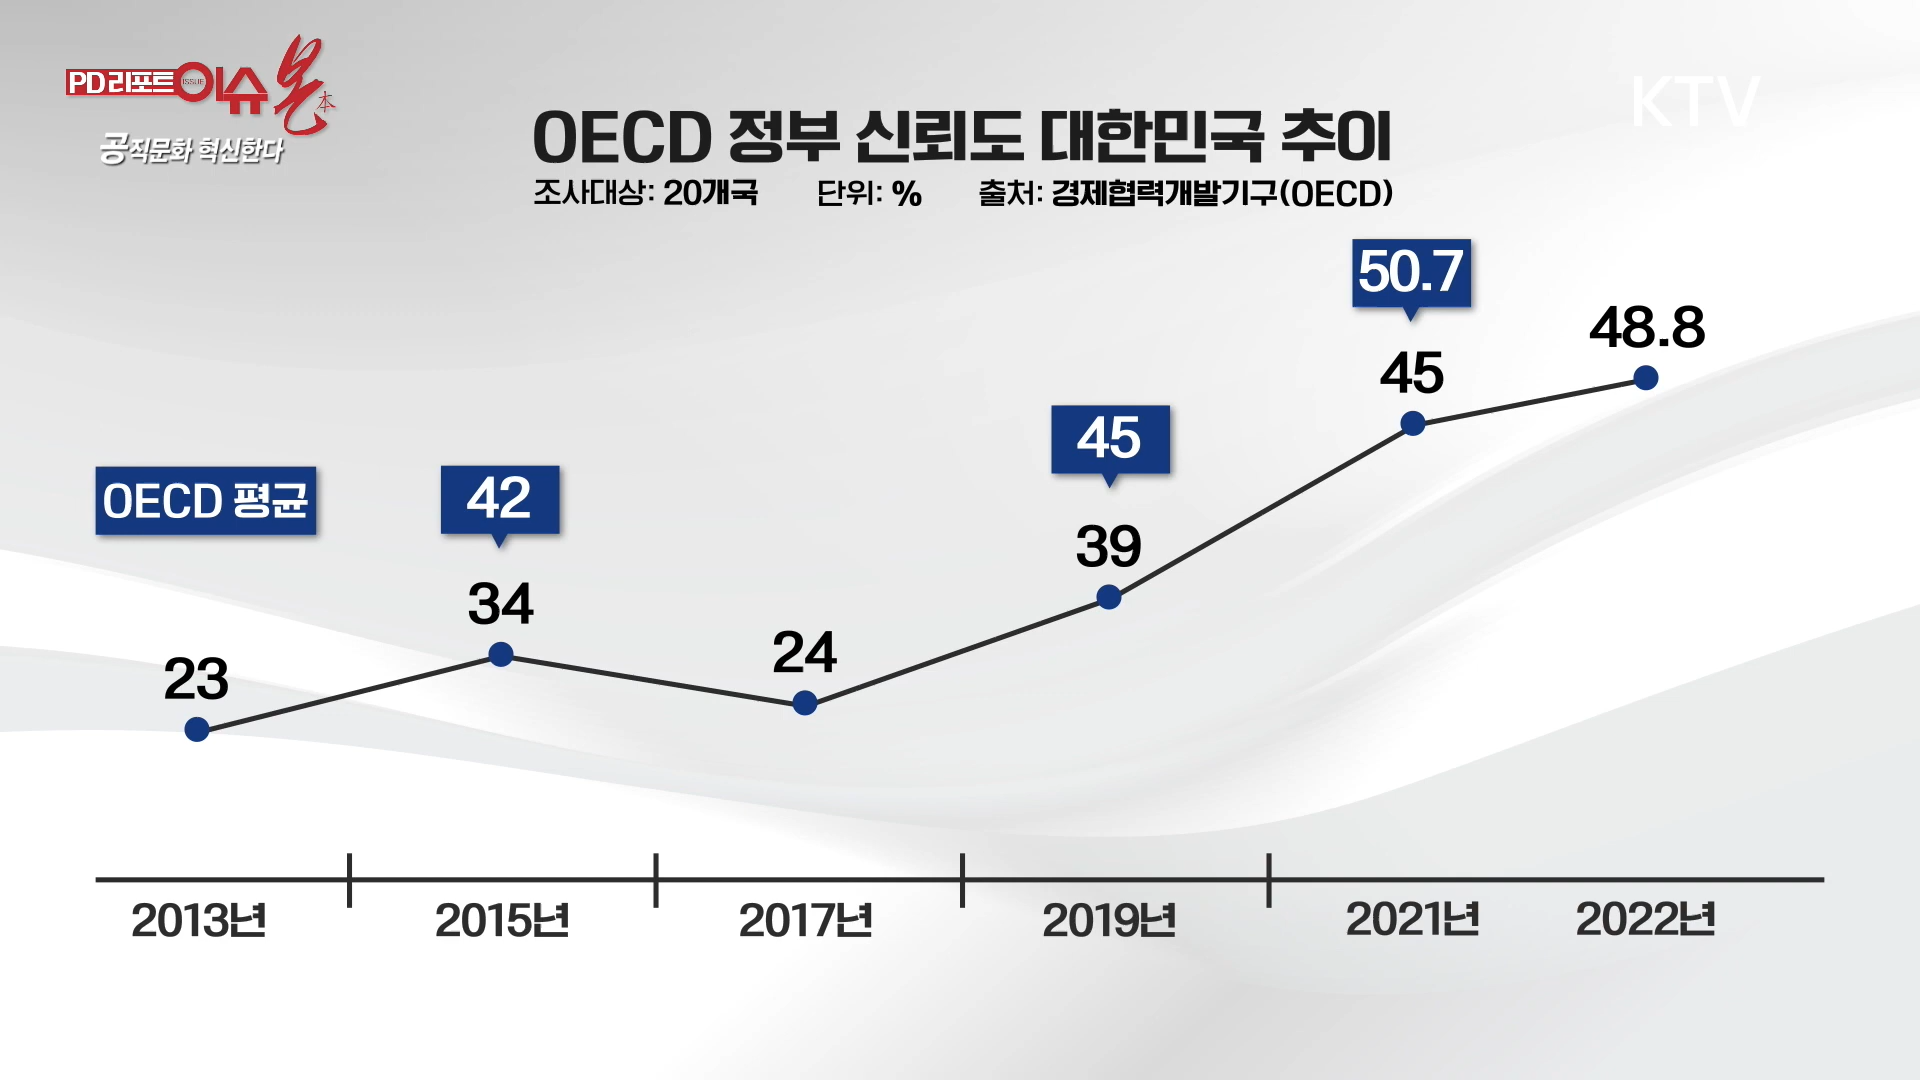 PD리포트 이슈 본 本
ISSUE
공직문화 혁신한다
KTV
OECD 정부 신뢰도 대한민국 추이
조사대상: 20개국 단위: % 출처: 경제협력개발기구(OECD)
50.7
48.8
45
45
OECD 평균
42
39
34
24
23
2013년 2015년 2017년 2019년 2021년 2022년